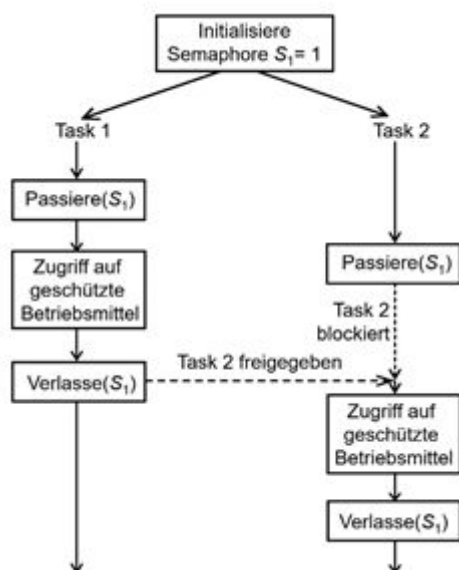 Initialisiere
Semaphore S₁= 1
Task 1
Task 2
Passiere(S₁)
Zugriff auf
geschützte
Betriebsmittel
Passiere(S₁)
Task 2
blockiert
Task 2 freigegeben
Verlasse(S₁)
Zugriff auf
geschützte
Betriebsmittel
Verlasse(S₁)